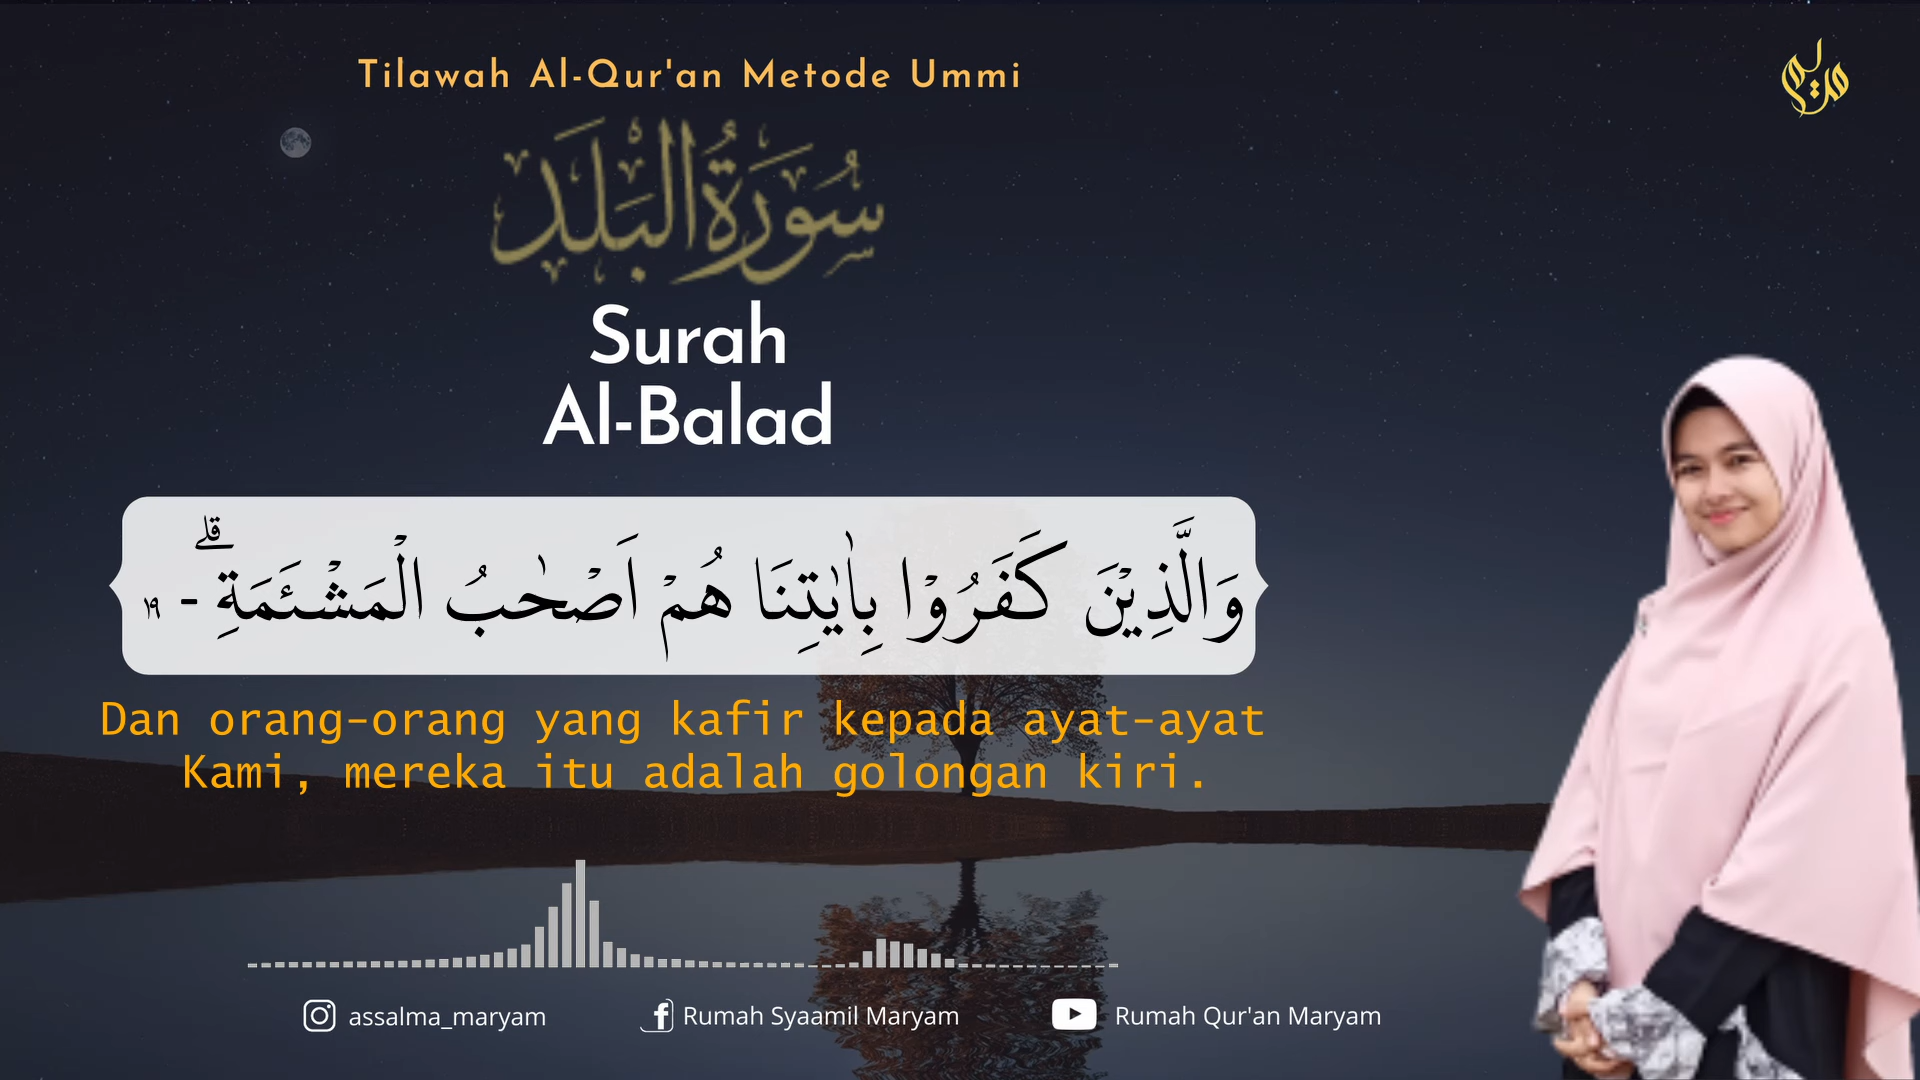 Tilawah Al-Qur'an Metode Ummi
مريم
سُورَةُ البَلَدِ
Surah
Al-Balad
وَالَّذِيْنَ كَفَرُوْا بِاٰيٰتِنَا هُمْ اَصْحٰبُ الْمَشْـَٔمَةِۗ - ١٩
Dan orang-orang yang kafir kepada ayat-ayat
Kami, mereka itu adalah golongan kiri.
assalma_maryam Rumah Syaamil Maryam Rumah Qur'an Maryam